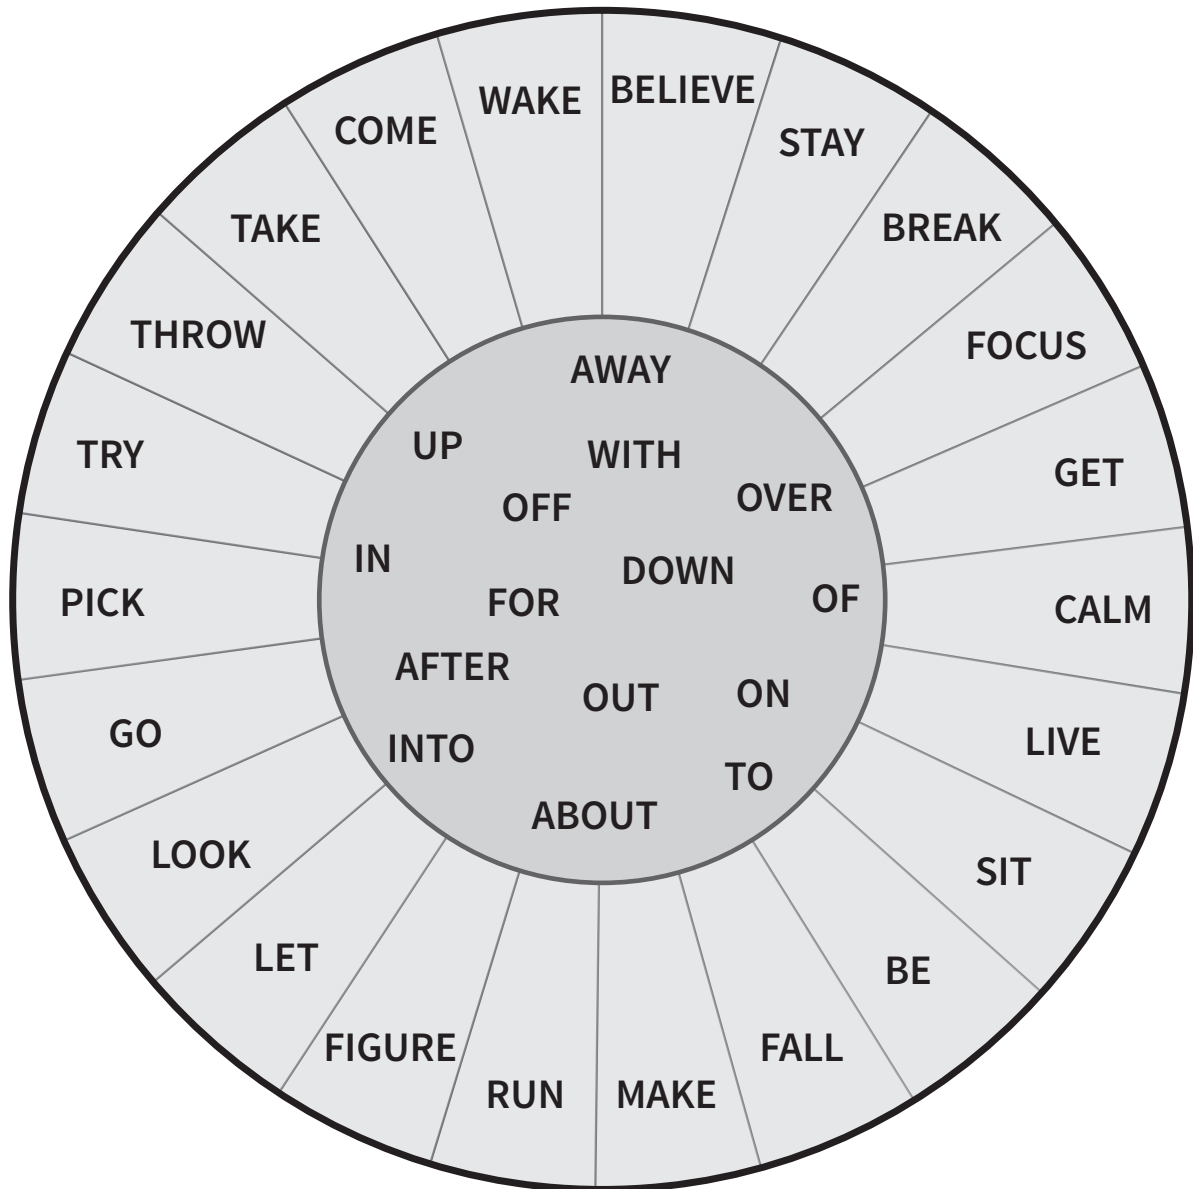 BELIEVE
STAY
BREAK
FOCUS
GET
CALM
LIVE
SIT
BE
FALL
MAKE
RUN
FIGURE
LET
LOOK
GO
PICK
TRY
THROW
TAKE
COME
WAKE
AWAY
UP
WITH
OFF
OVER
IN
DOWN
FOR
OF
AFTER
OUT
ON
INTO
TO
ABOUT